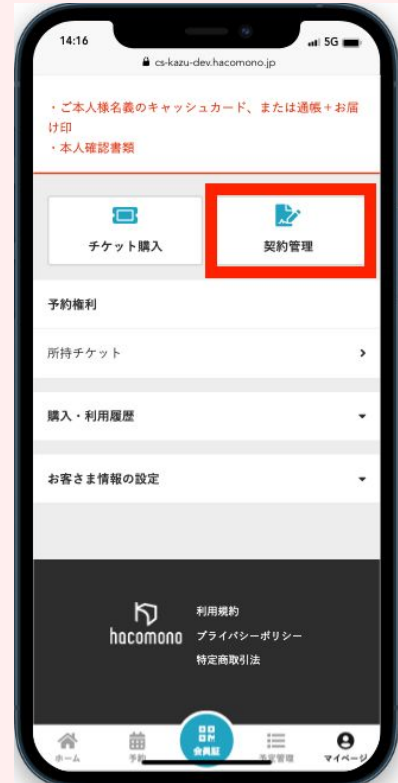 14:16
5G
cs-kazu-dev.hacomono.jp
・ご本人様名義のキャッシュカード、または通帳+お届
け印
・本人確認書類
チケット購入
契約管理
予約権利
所持チケット
購入・利用履歴
お客さま情報の設定
hacomono
利用規約
プライバシーポリシー
特定商取引法
ホーム
予約
会員証
予定管理
マイページ